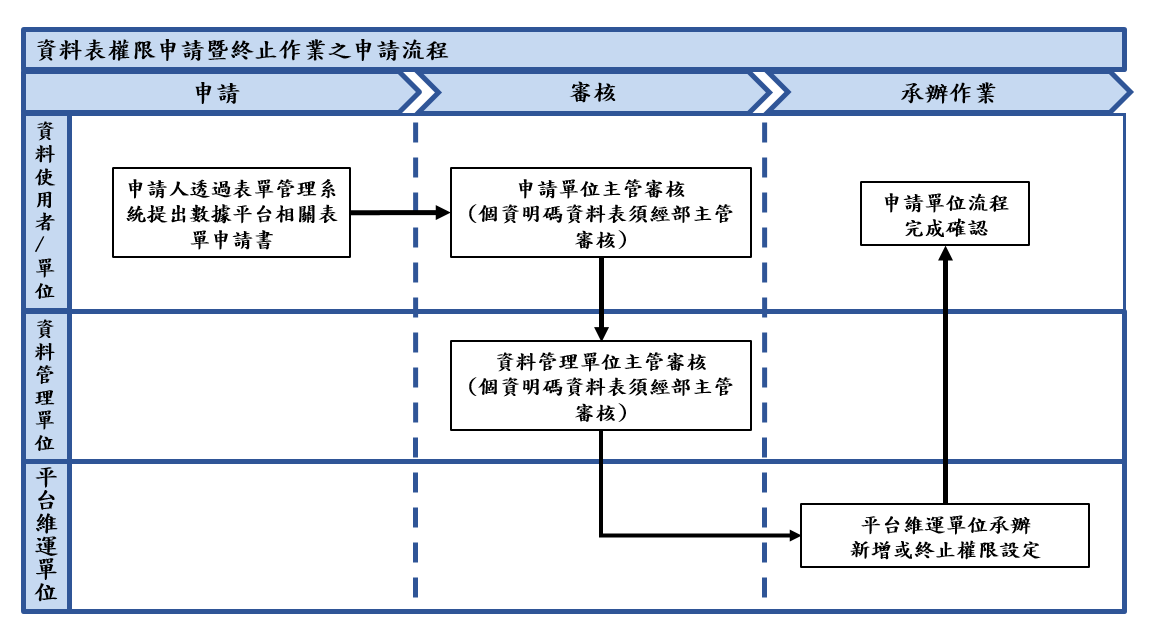 資料表權限申請暨終止作業之申請流程
申請
審核
承辦作業
資料使用者/單位
申請人透過表單管理系
統提出數據平台相關表
單申請書
申請單位主管審核
（個資明碼資料表須經部主管
審核）
申請單位流程
完成確認
資料管理單位
資料管理單位主管審核
（個資明碼資料表須經部主管
審核）
平台維運單位
平台維運單位承辦
新增或終止權限設定